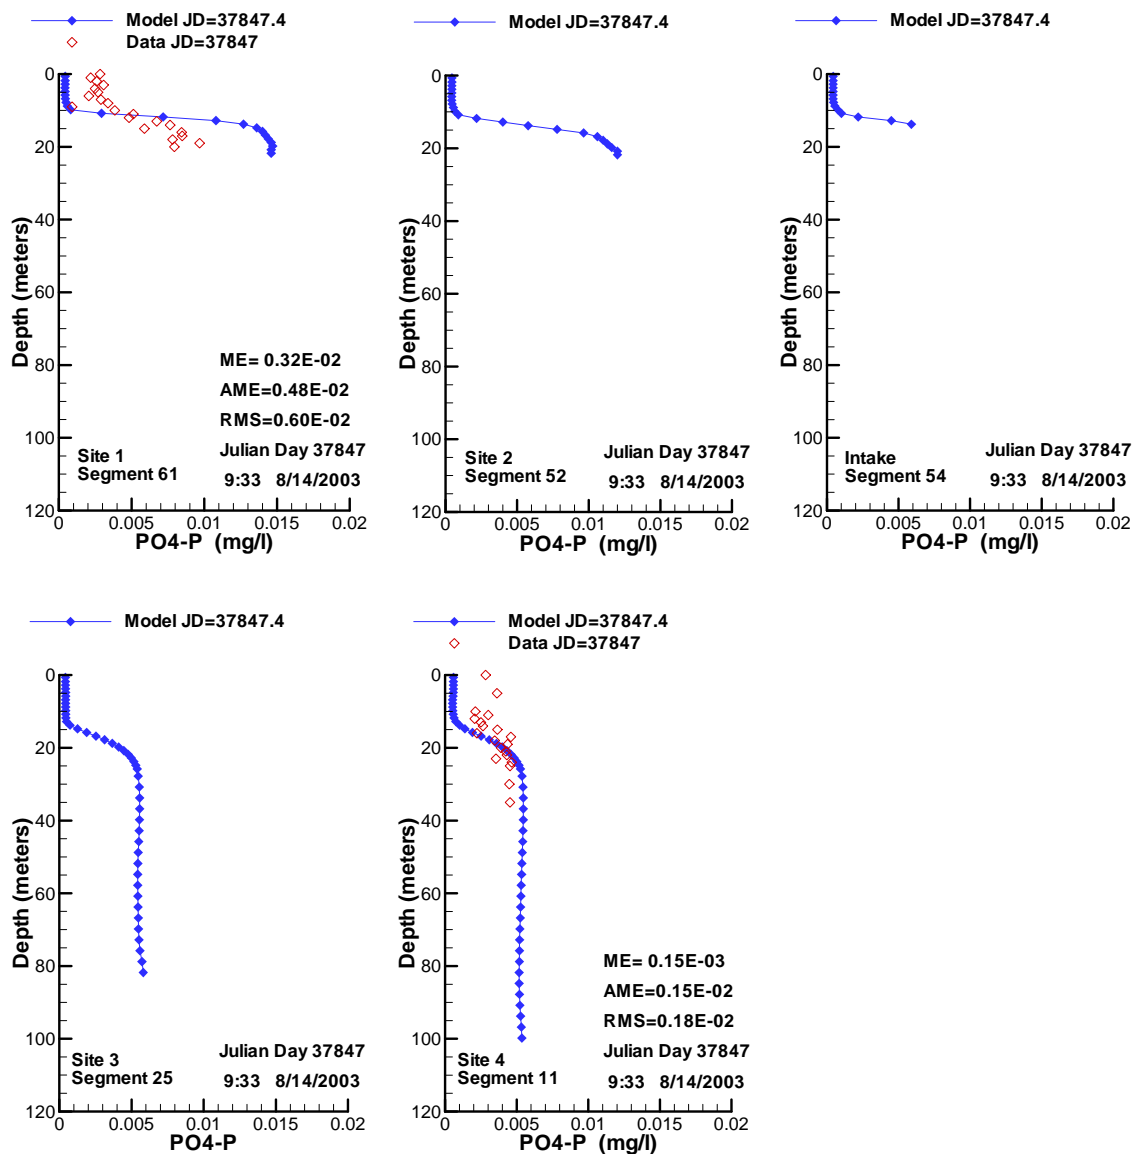 Model JD=37847.4
Data JD=37847
0
20
40
60
80
100
120
Depth (meters)
ME= 0.32E-02
AME=0.48E-02
RMS=0.60E-02
Julian Day 37847
9:33 8/14/2003
Site 1
Segment 61
0 0.005 0.01 0.015 0.02
PO4-P (mg/l)
Model JD=37847.4
0
20
40
60
80
100
120
Depth (meters)
Julian Day 37847
9:33 8/14/2003
Site 2
Segment 52
0 0.005 0.01 0.015 0.02
PO4-P (mg/l)
Model JD=37847.4
0
20
40
60
80
100
120
Depth (meters)
Julian Day 37847
9:33 8/14/2003
Intake
Segment 54
0 0.005 0.01 0.015 0.02
PO4-P (mg/l)
Model JD=37847.4
0
20
40
60
80
100
120
Depth (meters)
Julian Day 37847
9:33 8/14/2003
Site 3
Segment 25
0 0.005 0.01 0.015 0.02
PO4-P
Model JD=37847.4
Data JD=37847
0
20
40
60
80
100
120
Depth (meters)
ME= 0.15E-03
AME=0.15E-02
RMS=0.18E-02
Julian Day 37847
9:33 8/14/2003
Site 4
Segment 11
0 0.005 0.01 0.015 0.02
PO4-P (mg/l)